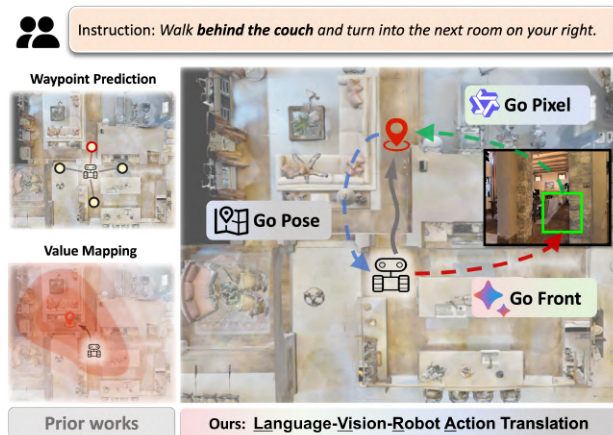 Instruction: Walk behind the couch and turn into the next room on your right.
Waypoint Prediction
Go Pixel
Go Pose
Value Mapping
Go Front
Prior works
Ours: Language-Vision-Robot Action Translation